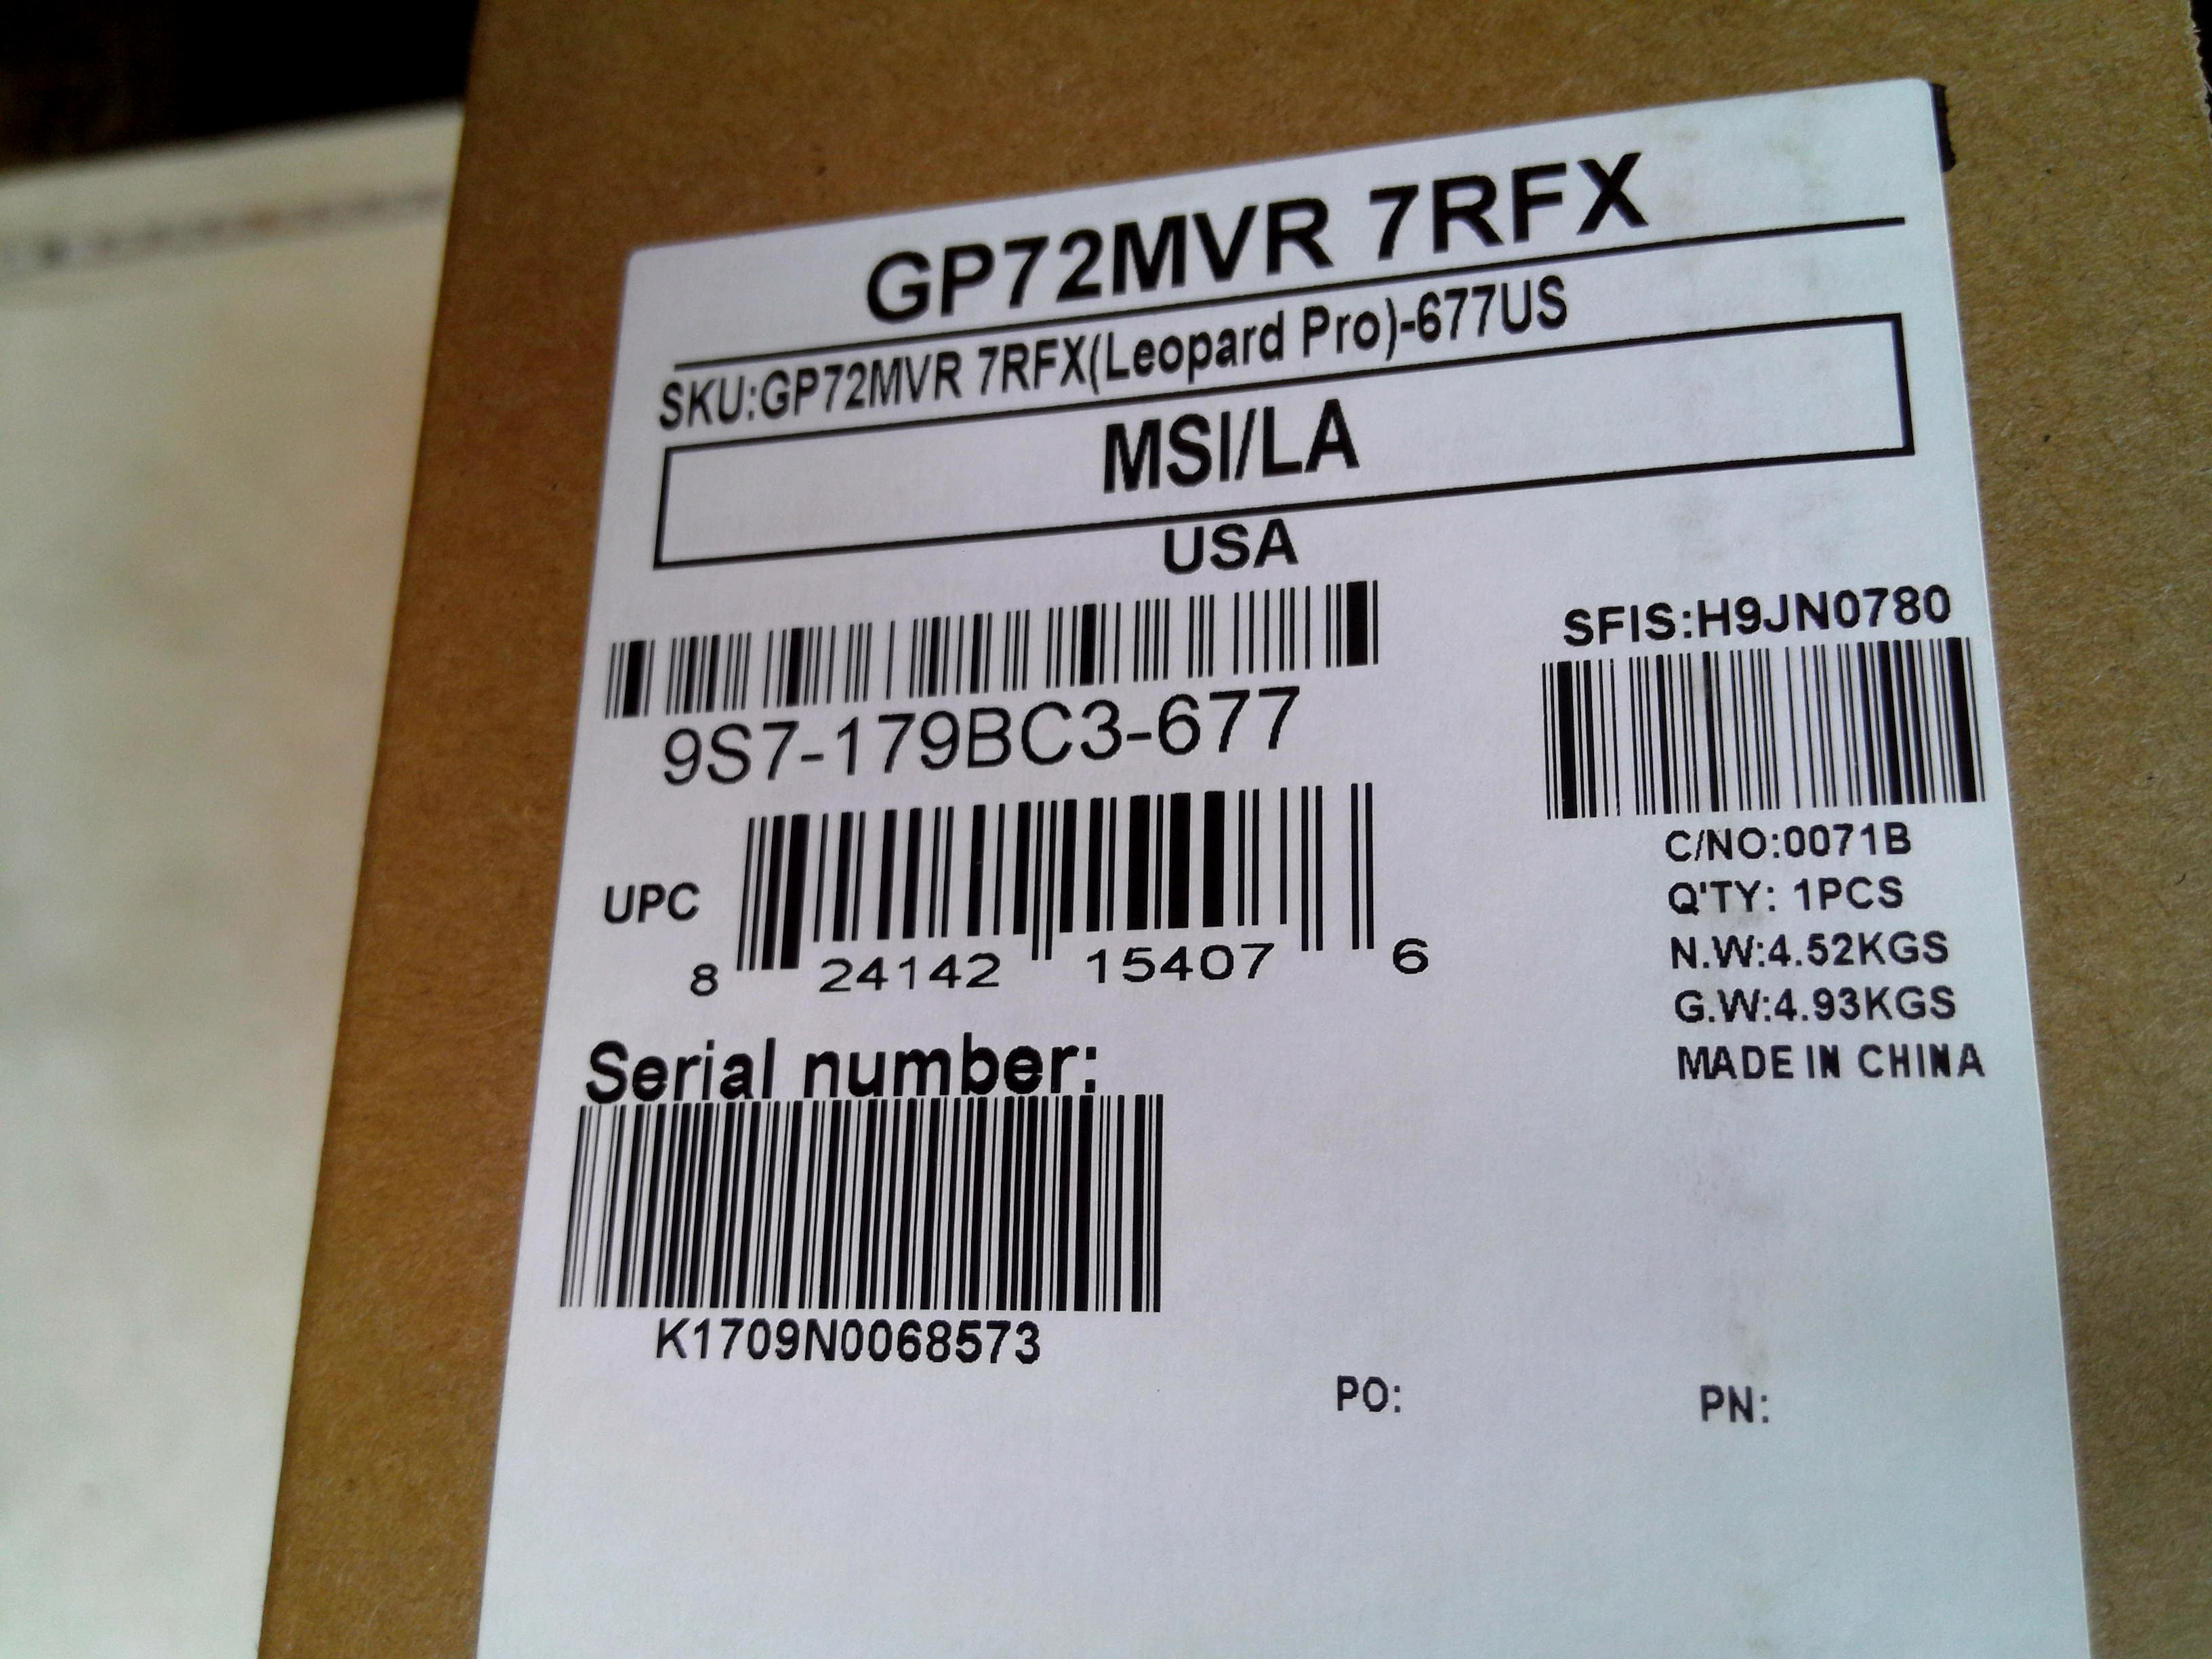 GP72MVR 7RFX
SKU:GP72MVR 7RFX(Leopard Pro)-677US
MSI/LA
USA
9S7-179BC3-677
SFIS:H9JN0780
UPC
8 24142 15407 6
C/NO:0071B
Q'TY: 1PCS
N.W:4.52KGS
G.W:4.93KGS
MADE IN CHINA
Serial number:
K1709N0068573
PO:
PN: